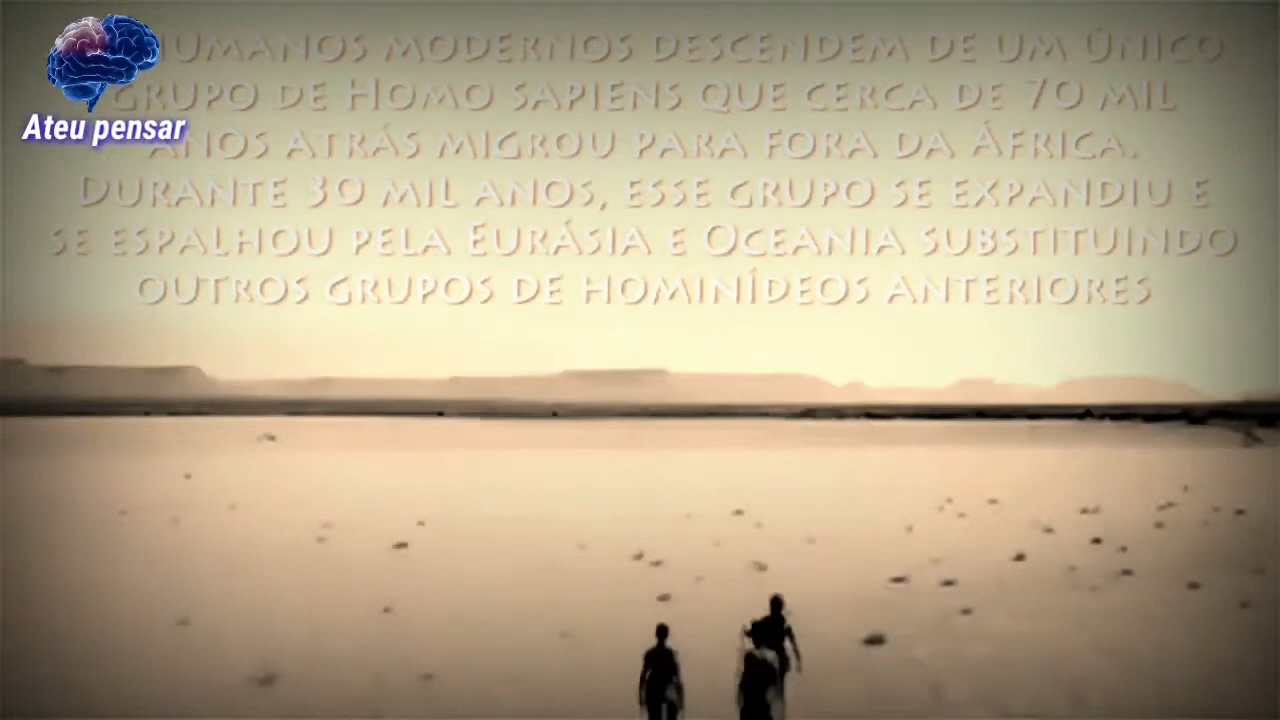 HUMANOS MODERNOS DESCENDEM DE UM ÚNICO
GRUPO DE HOMO SAPIENS QUE CERCA DE 70 MIL
ANOS ATRÁS MIGROU PARA FORA DA ÁFRICA.
DURANTE 30 MIL ANOS, ESSE GRUPO SE EXPANDIU E
SE ESPALHOU PELA EURÁSIA E OCEANIA SUBSTITUINDO
OUTROS GRUPOS DE HOMINÍDEOS ANTERIORES
Ateu pensar